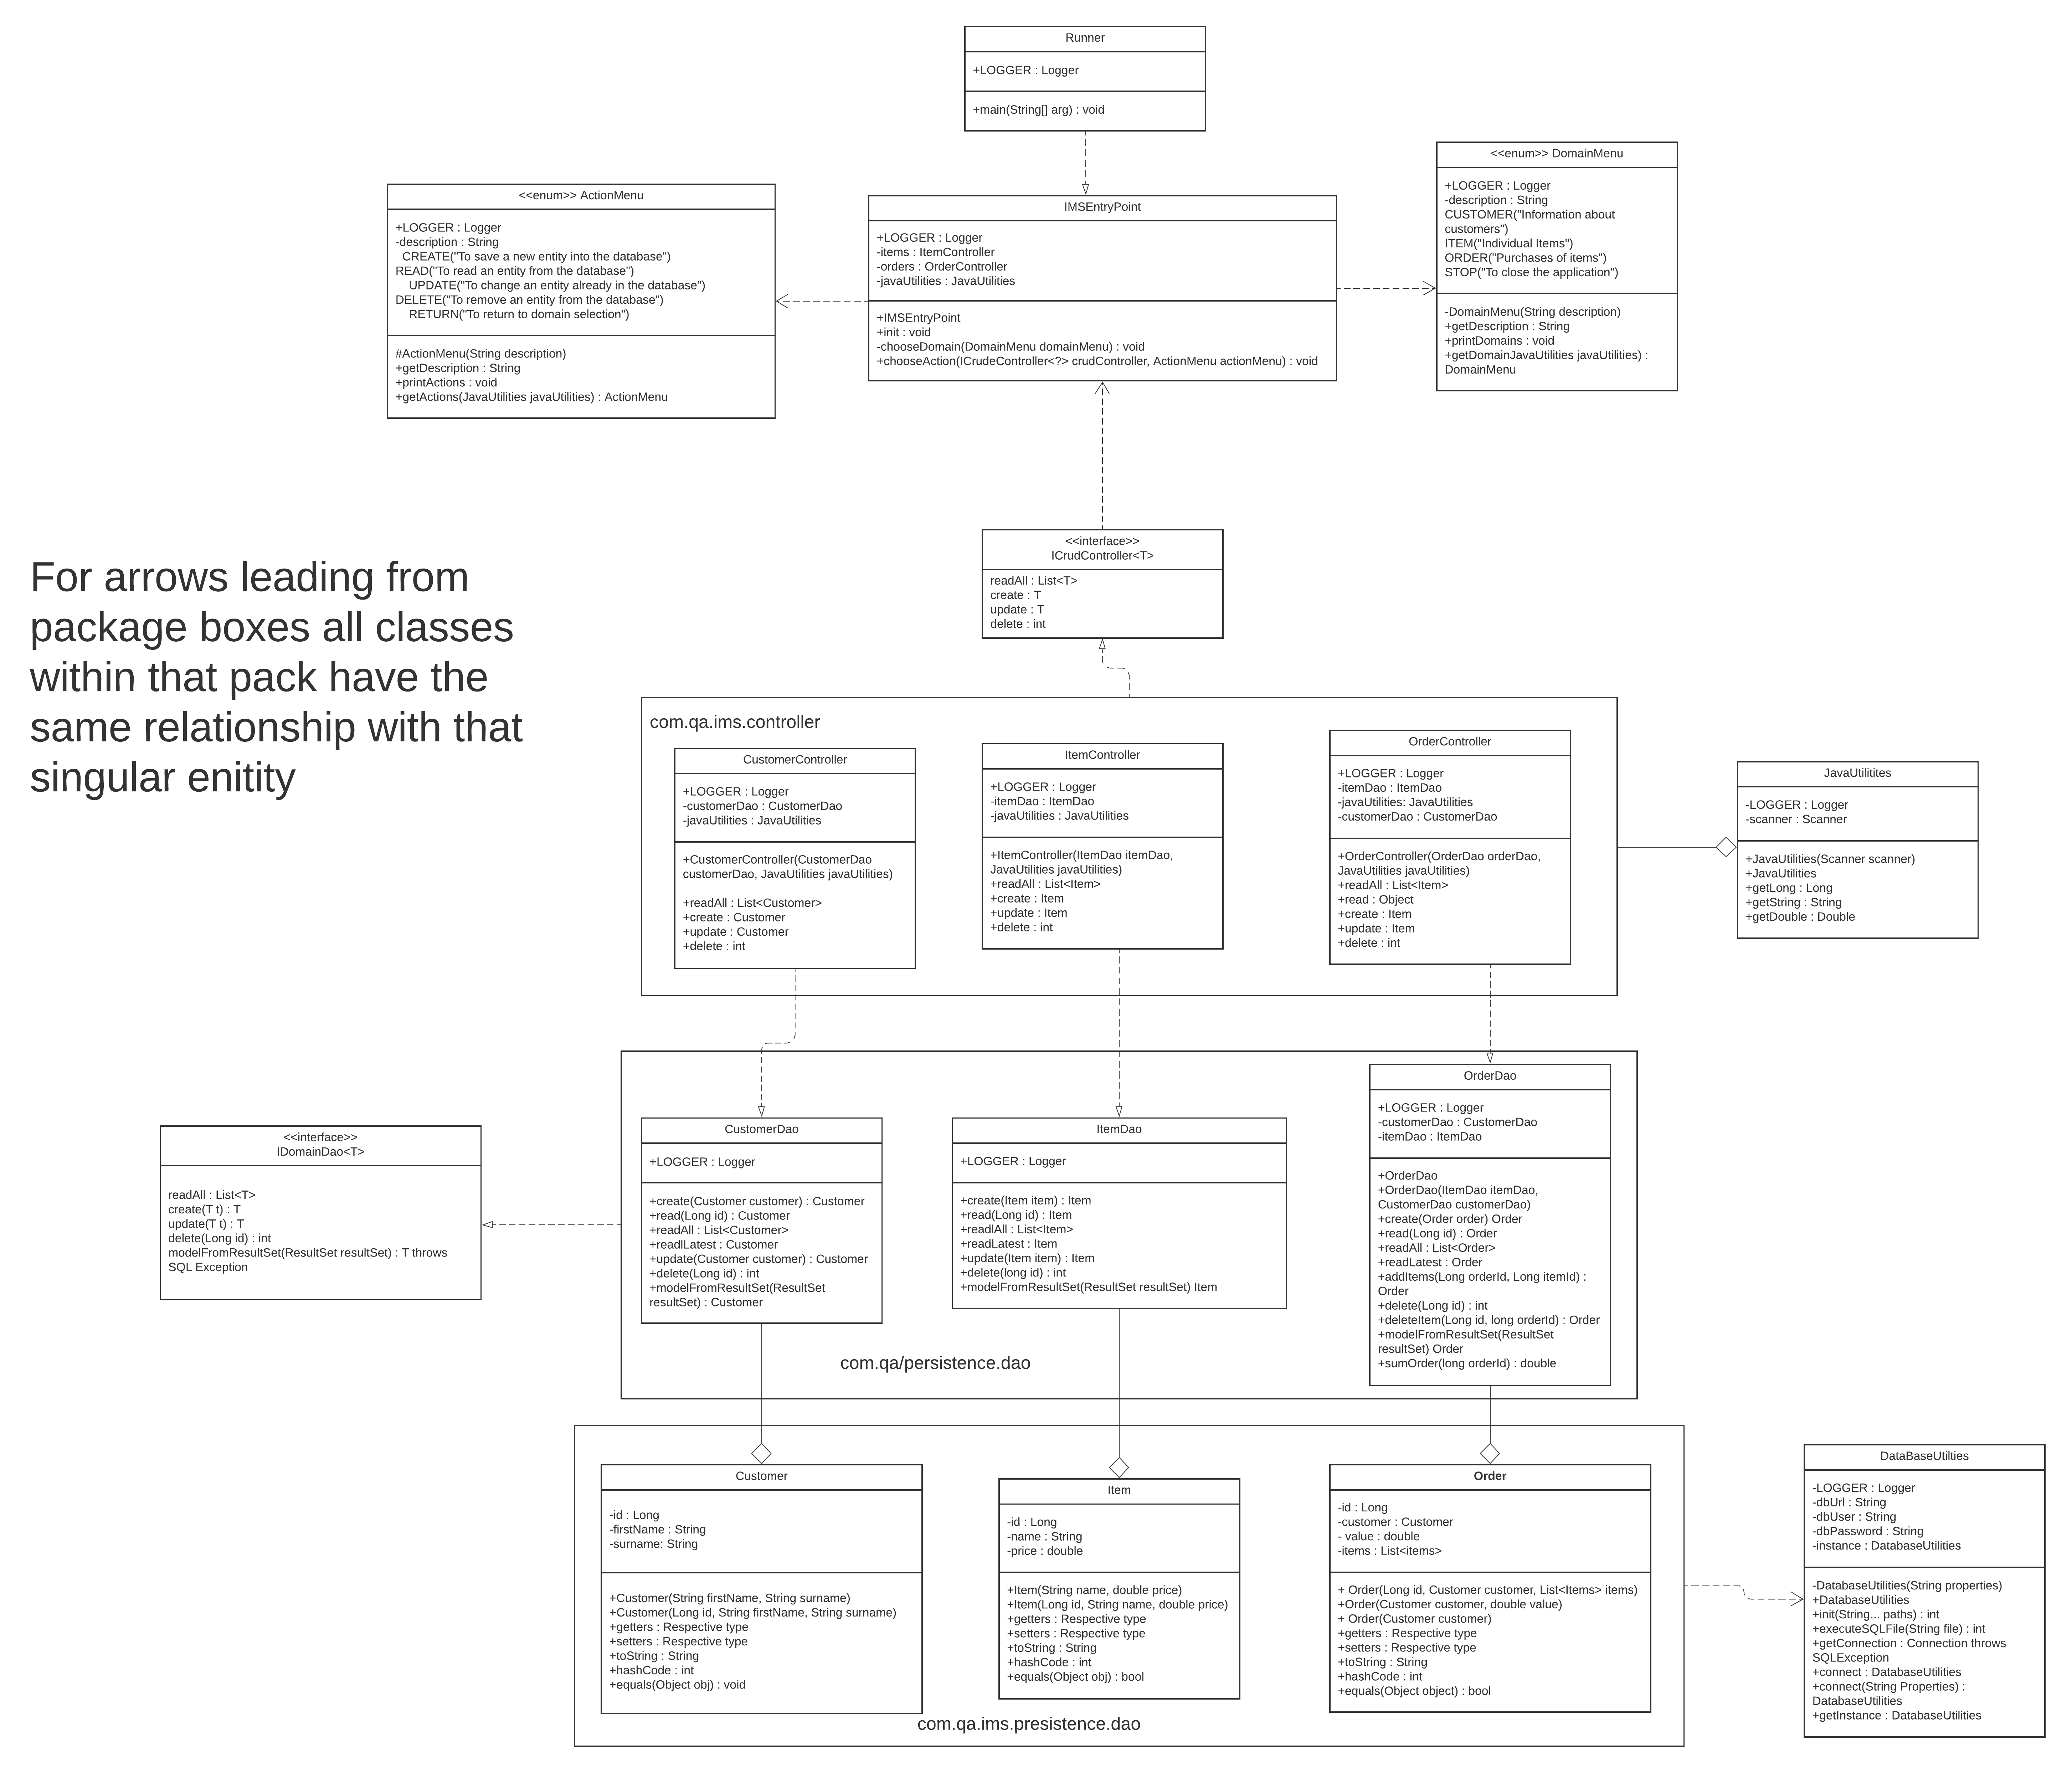 Runner
+LOGGER : Logger
+main(String[] arg) : void
<<enum>> DomainMenu
+LOGGER : Logger
-description : String
CUSTOMER("Information about
customers")
ITEM("Individual Items")
ORDER("Purchases of items")
STOP("To close the application")
-DomainMenu(String description)
+getDescription : String
+printDomains : void
+getDomainJavaUtilities javaUtilities) :
DomainMenu
<<enum>> ActionMenu
+LOGGER : Logger
-description : String
CREATE("To save a new entity into the database")
READ("To read an entity from the database")
UPDATE("To change an entity already in the database")
DELETE("To remove an entity from the database")
RETURN("To return to domain selection")
#ActionMenu(String description)
+getDescription : String
+printActions : void
+getActions(JavaUtilities javaUtilities) : ActionMenu
IMSEntryPoint
+LOGGER : Logger
-items : ItemController
-orders : OrderController
-javaUtilities : JavaUtilities
+IMSEntryPoint
+init : void
-chooseDomain(DomainMenu domainMenu) : void
+chooseAction(ICrudeController<?> crudController, ActionMenu actionMenu) : void
<<interface>>
ICrudController<T>
readAll : List<T>
create : T
update : T
delete : int
For arrows leading from
package boxes all classes
within that pack have the
same relationship with that
singular enitity
com.qa.ims.controller
CustomerController
+LOGGER : Logger
-customerDao : CustomerDao
-javaUtilities : JavaUtilities
+CustomerController(CustomerDao
customerDao, JavaUtilities javaUtilities)
+readAll : List<Customer>
+create : Customer
+update : Customer
+delete : int
ItemController
+LOGGER : Logger
-itemDao : ItemDao
-javaUtilities : JavaUtilities
+ItemController(ItemDao itemDao,
JavaUtilities javaUtilities)
+readAll : List<Item>
+create : Item
+update : Item
+delete : int
OrderController
+LOGGER : Logger
-itemDao : ItemDao
-javaUtilities: JavaUtilities
-customerDao : CustomerDao
+OrderController(OrderDao orderDao,
JavaUtilities javaUtilities)
+readAll : List<Item>
+read : Object
+create : Item
+update : Item
+delete : int
JavaUtilitites
-LOGGER : Logger
-scanner : Scanner
+JavaUtilities(Scanner scanner)
+JavaUtilities
+getLong : Long
+getString : String
+getDouble : Double
<<interface>>
IDomainDao<T>
readAll : List<T>
create(T t) : T
update(T t) : T
delete(Long id) : int
modelFromResultSet(ResultSet resultSet) : T throws
SQL Exception
CustomerDao
+LOGGER : Logger
+create(Customer customer) : Customer
+read(Long id) : Customer
+readAll : List<Customer>
+readlLatest : Customer
+update(Customer customer) : Customer
+delete(Long id) : int
+modelFromResultSet(ResultSet
resultSet) : Customer
ItemDao
+LOGGER : Logger
+create(Item item) : Item
+read(Long id) : Item
+readlAll : List<Item>
+readLatest : Item
+update(Item item) : Item
+delete(long id) : int
+modelFromResultSet(ResultSet resultSet) Item
OrderDao
+LOGGER : Logger
-customerDao : CustomerDao
-itemDao : ItemDao
+OrderDao
+OrderDao(ItemDao itemDao,
CustomerDao customerDao)
+create(Order order) Order
+read(Long id) : Order
+readAll : List<Order>
+readLatest : Order
+addItems(Long orderId, Long itemId) :
Order
+delete(Long id) : int
+deleteItem(Long id, long orderId) : Order
+modelFromResultSet(ResultSet
resultSet) Order
+sumOrder(long orderId) : double
com.qa/persistence.dao
Customer
-id : Long
-firstName : String
-surname: String
+Customer(String firstName, String surname)
+Customer(Long id, String firstName, String surname)
+getters : Respective type
+setters : Respective type
+toString : String
+hashCode : int
+equals(Object obj) : void
Item
-id : Long
-name : String
-price : double
+Item(String name, double price)
+Item(Long id, String name, double price)
+getters : Respective type
+setters : Respective type
+toString : String
+hashCode : int
+equals(Object obj) : bool
Order
-id : Long
-customer : Customer
- value : double
-items : List<items>
+ Order(Long id, Customer customer, List<Items> items)
+Order(Customer customer, double value)
+ Order(Customer customer)
+getters : Respective type
+setters : Respective type
+toString : String
+hashCode : int
+equals(Object object) : bool
com.qa.ims.presistence.dao
DataBaseUtilties
-LOGGER : Logger
-dbUrl : String
-dbUser : String
-dbPassword : String
-instance : DatabaseUtilities
-DatabaseUtilities(String properties)
+DatabaseUtilities
+init(String... paths) : int
+executeSQLFile(String file) : int
+getConnection : Connection throws
SQLException
+connect : DatabaseUtilities
+connect(String Properties) :
DatabaseUtilities
+getInstance : DatabaseUtilities